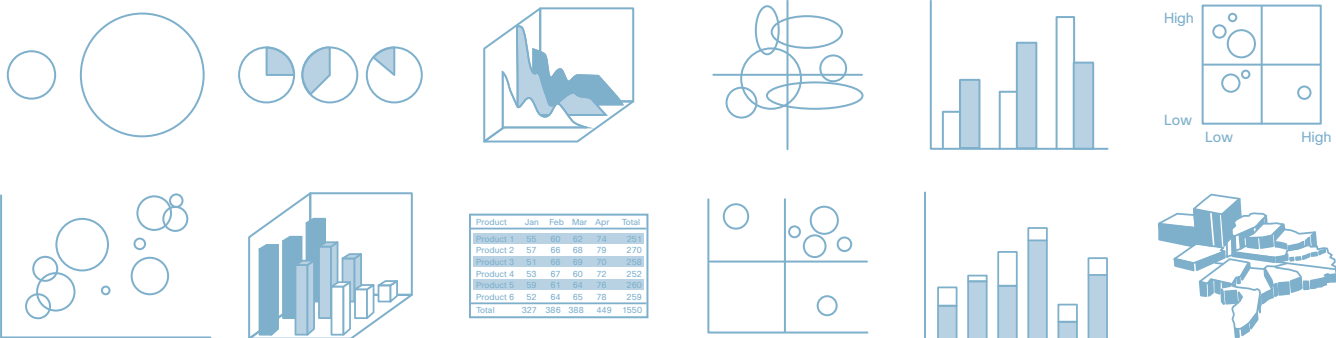 High
Low
Low High
Product Jan Feb Mar Apr Total
Product 1 55 60 62 74 251
Product 2 57 66 68 79 270
Product 3 51 66 69 70 258
Product 4 53 67 60 72 252
Product 5 59 61 64 76 260
Product 6 52 64 65 78 259
Total 327 386 388 449 1550